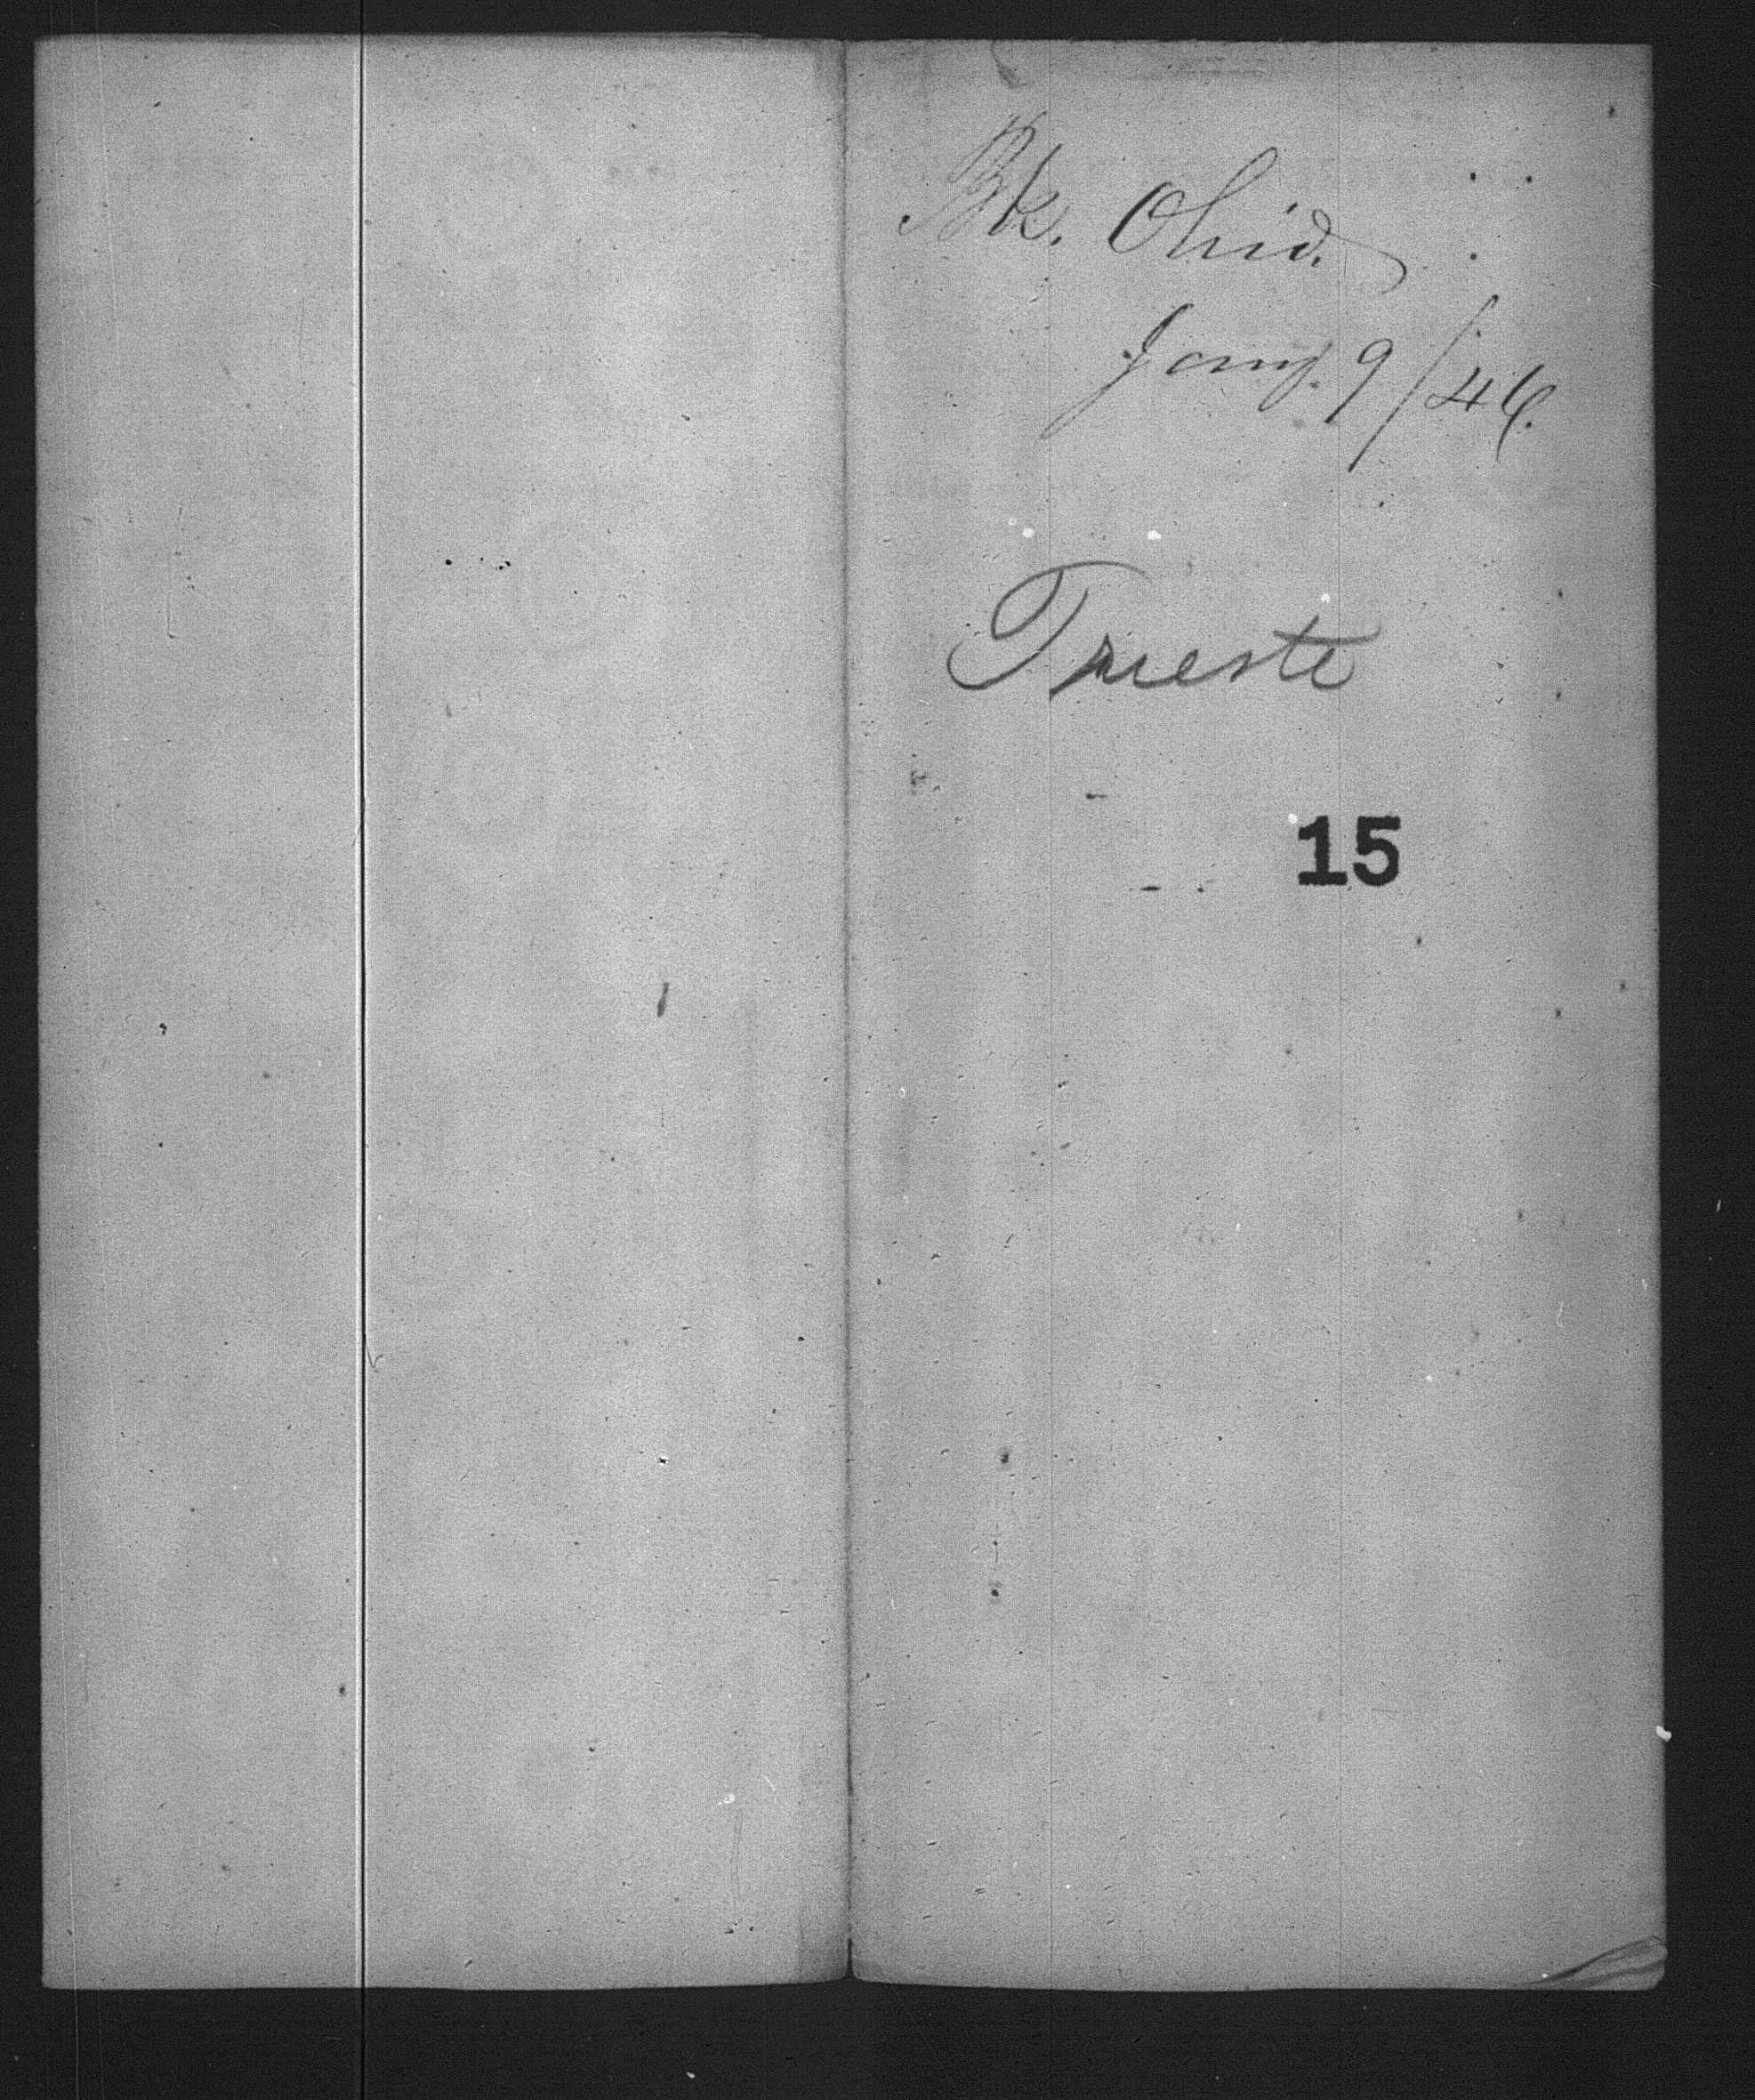 Bk. Ohio.
Jany. 9/46.
Trieste
15